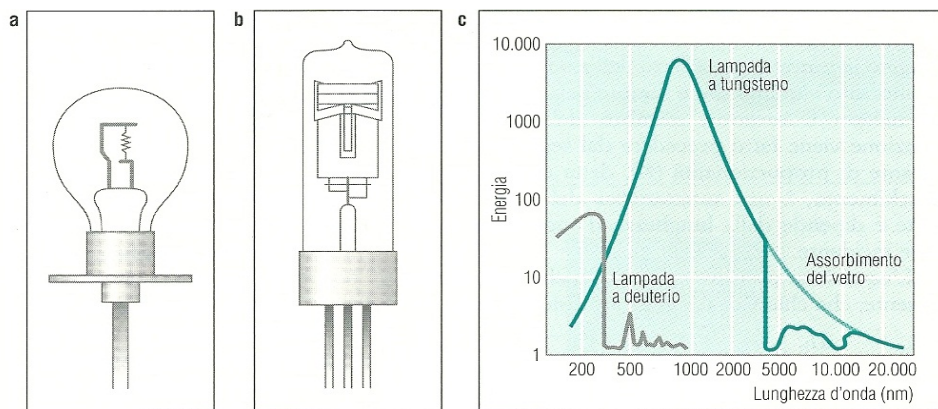 a
b
c
10.000
1000
100
10
1
Energia
Lampada
a tungsteno
Lampada
a deuterio
Assorbimento
del vetro
200 500 1000 2000 5000 10.000 20.000
Lunghezza d'onda (nm)